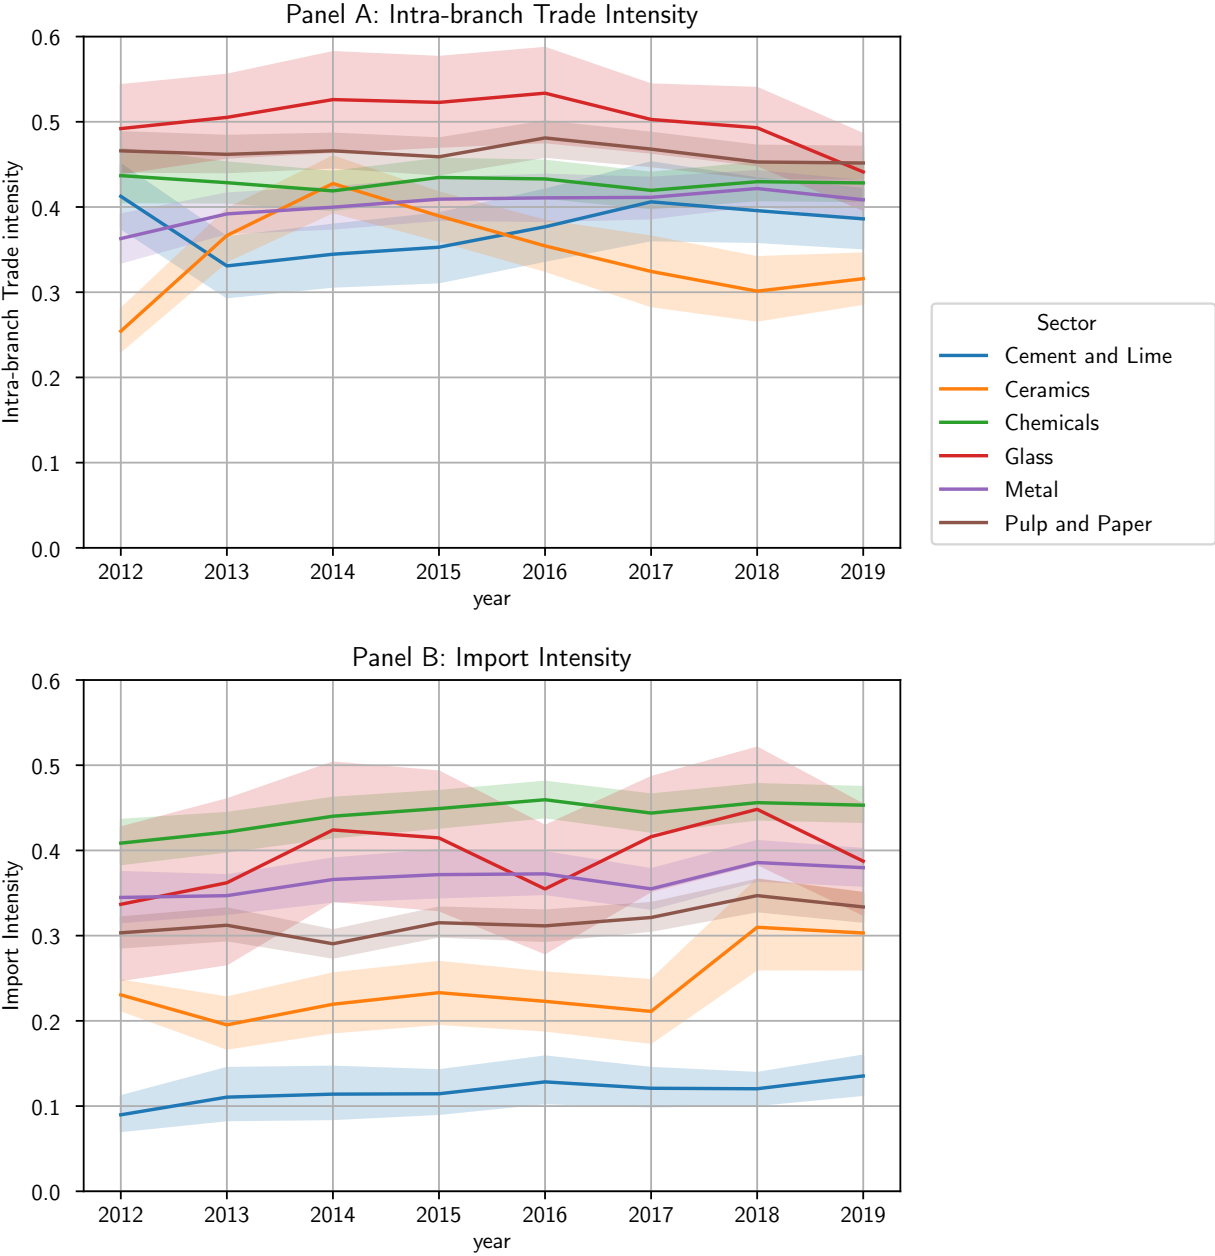 Panel A: Intra-branch Trade Intensity
Intra-branch Trade intensity
0.6
0.5
0.4
0.3
0.2
0.1
0.0
2012 2013 2014 2015 2016 2017 2018 2019
year
Sector
Cement and Lime
Ceramics
Chemicals
Glass
Metal
Pulp and Paper
Panel B: Import Intensity
Import Intensity
0.6
0.5
0.4
0.3
0.2
0.1
0.0
2012 2013 2014 2015 2016 2017 2018 2019
year